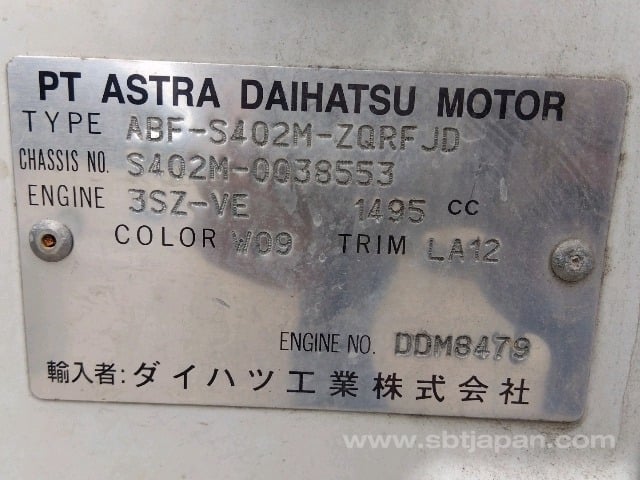 PT ASTRA DAIHATSU MOTOR
TYPE ABF-S402M-ZQRFJD
CHASSIS NO. S402M-0038553
ENGINE 3SZ-VE 1495 CC
COLOR W09 TRIM LA12
ENGINE NO. DDM8479
輸入者:ダイハツ工業株式会社
www.sbtjapan.com